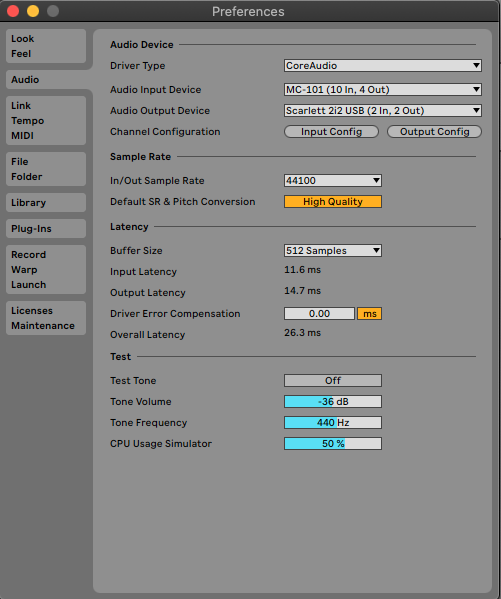 Preferences
Look
Feel
Audio
Link
Tempo
MIDI
File
Folder
Library
Plug-Ins
Record
Warp
Launch
Licenses
Maintenance
Audio Device
Driver Type CoreAudio
Audio Input Device MC-101 (10 In, 4 Out)
Audio Output Device Scarlett 2i2 USB (2 In, 2 Out)
Channel Configuration Input Config Output Config
Sample Rate
In/Out Sample Rate 44100
Default SR & Pitch Conversion High Quality
Latency
Buffer Size 512 Samples
Input Latency 11.6 ms
Output Latency 14.7 ms
Driver Error Compensation 0.00 ms
Overall Latency 26.3 ms
Test
Test Tone Off
Tone Volume -36 dB
Tone Frequency 440 Hz
CPU Usage Simulator 50 %